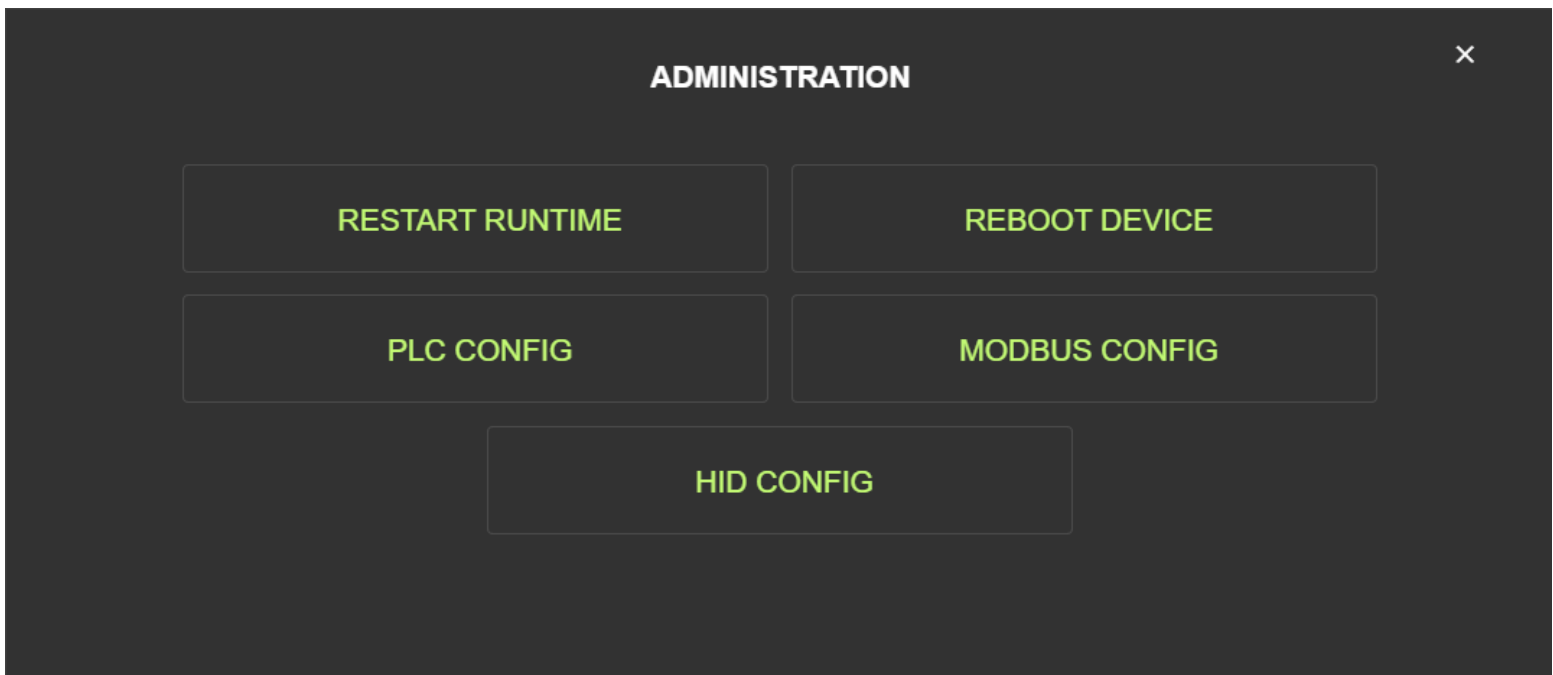 ADMINISTRATION
×
RESTART RUNTIME
REBOOT DEVICE
PLC CONFIG
MODBUS CONFIG
HID CONFIG